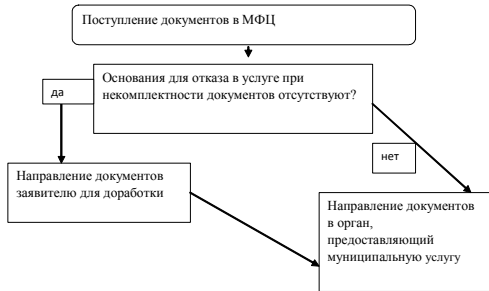 Поступление документов в МФЦ
Основания для отказа в услуге при
некомплектности документов отсутствуют?
да
нет
Направление документов
заявителю для доработки
Направление документов
в орган,
предоставляющий
муниципальную услугу